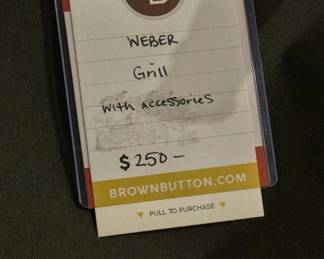 WEBER
Grill
with accessories
$250-
BROWNBUTTON.COM
PULL TO PURCHASE